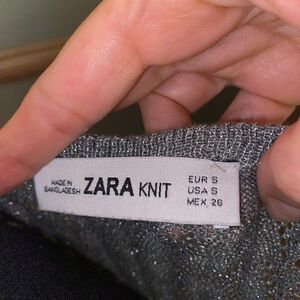 MADE IN
BANGLADESH
ZARA KNIT
EUR S
USA S
MEX 26